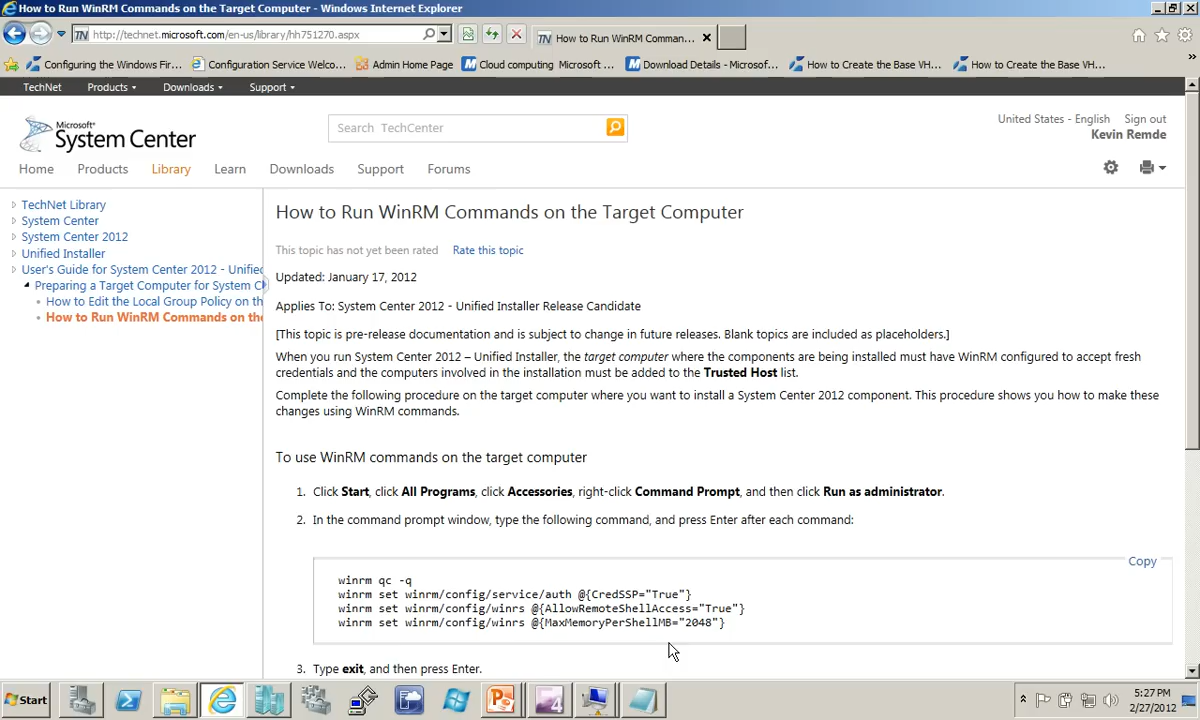 How to Run WinRM Commands on the Target Computer - Windows Internet Explorer
http://technet.microsoft.com/en-us/library/hh751270.aspx
How to Run WinRM Comman...
Configuring the Windows Fir...
Configuration Service Welco...
Admin Home Page
Cloud computing Microsoft ...
Download Details - Microsof...
How to Create the Base VH...
How to Create the Base VH...
TechNet Products Downloads Support
Microsoft®
System Center
Search TechCenter
United States - English Sign out
Kevin Remde
Home Products Library Learn Downloads Support Forums
TechNet Library
System Center
System Center 2012
Unified Installer
User's Guide for System Center 2012 - Unifie
Preparing a Target Computer for System C
How to Edit the Local Group Policy on th
How to Run WinRM Commands on the
How to Run WinRM Commands on the Target Computer
This topic has not yet been rated Rate this topic
Updated: January 17, 2012
Applies To: System Center 2012 - Unified Installer Release Candidate
[This topic is pre-release documentation and is subject to change in future releases. Blank topics are included as placeholders.]
When you run System Center 2012 – Unified Installer, the target computer where the components are being installed must have WinRM configured to accept fresh
credentials and the computers involved in the installation must be added to the Trusted Host list.
Complete the following procedure on the target computer where you want to install a System Center 2012 component. This procedure shows you how to make these
changes using WinRM commands.
To use WinRM commands on the target computer
1. Click Start, click All Programs, click Accessories, right-click Command Prompt, and then click Run as administrator.
2. In the command prompt window, type the following command, and press Enter after each command:
Copy
winrm qc -q
winrm set winrm/config/service/auth @{CredSSP="True"}
winrm set winrm/config/winrs @{AllowRemoteShellAccess="True"}
winrm set winrm/config/winrs @{MaxMemoryPerShellMB="2048"}
3. Type exit, and then press Enter.
Start
5:27 PM
2/27/2012